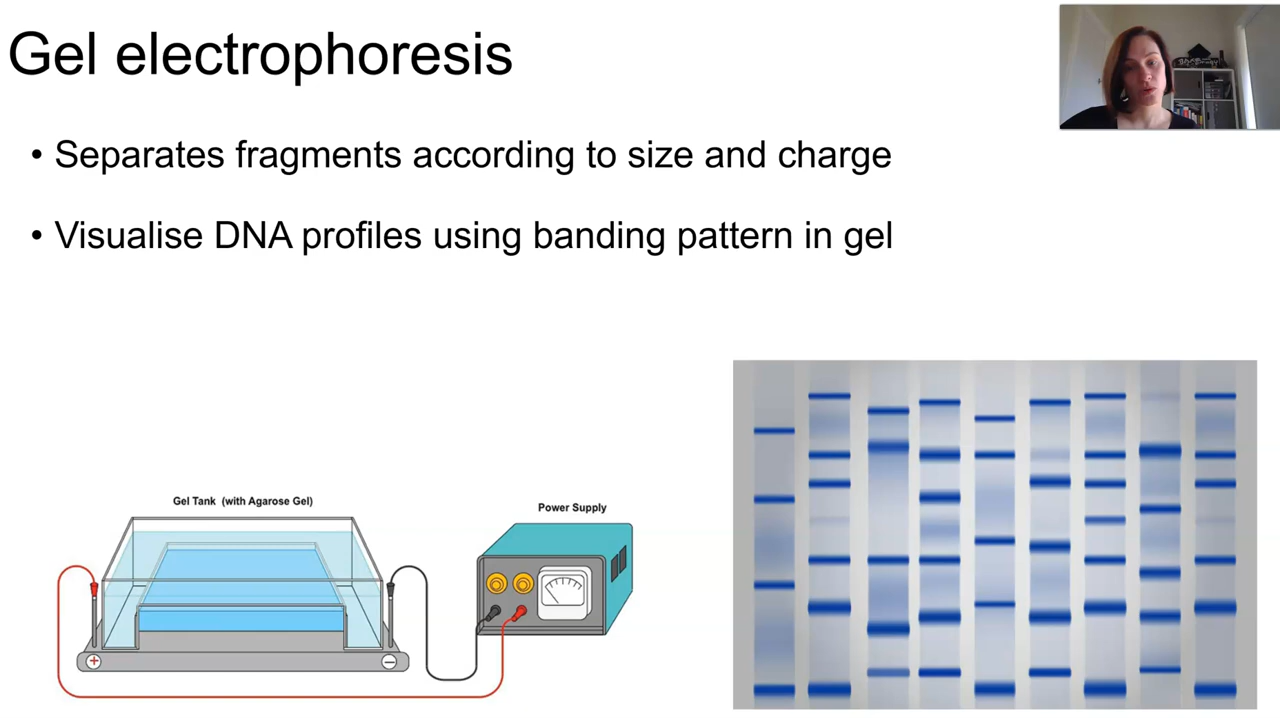 Gel electrophoresis
• Separates fragments according to size and charge
• Visualise DNA profiles using banding pattern in gel
Gel Tank (with Agarose Gel)
Power Supply
+
−